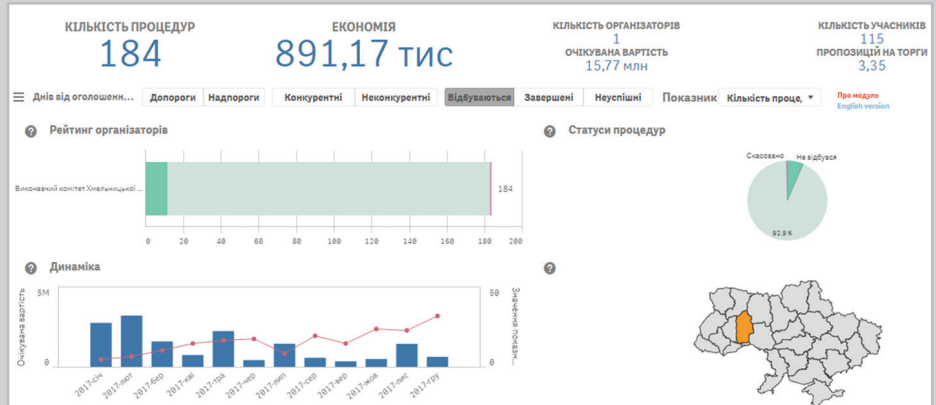 КІЛЬКІСТЬ ПРОЦЕДУР
184
ЕКОНОМІЯ
891,17 тис
КІЛЬКІСТЬ ОРГАНІЗАТОРІВ
1
ОЧІКУВАНА ВАРТІСТЬ
15,77 млн
КІЛЬКІСТЬ УЧАСНИКІВ
115
ПРОПОЗИЦІЙ НА ТОРГИ
3,35
Днів від оголошенн... Допороги Надпороги Конкурентні Неконкурентні Відбуваються Завершені Неуспішні Показник Кількість проце,
Про модуль
English version
? Рейтинг організаторів
Виконавчий комітет Хмельницької ...
184
0 20 40 60 80 100 120 140 160 180 200
? Статуси процедур
Скасовано Не відбувся
92.9%
? Динаміка
Очікувана вартість
5M
0
50
0
Значення показн...
2017-січ 2017-лют 2017-бер 2017-кві 2017-тра 2017-чер 2017-лип 2017-сер 2017-вер 2017-жов 2017-лис 2017-гру
?